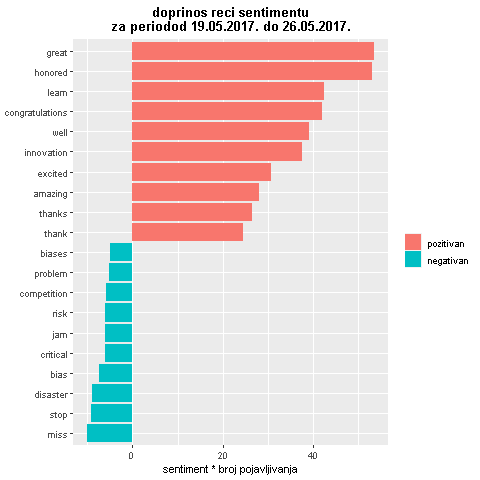 doprinos reci sentimentu
za periodod 19.05.2017. do 26.05.2017.
great
honored
learn
congratulations
well
innovation
excited
amazing
thanks
thank
biases
problem
competition
risk
jam
critical
bias
disaster
stop
miss
0 20 40
sentiment * broj pojavljivanja
pozitivan
negativan